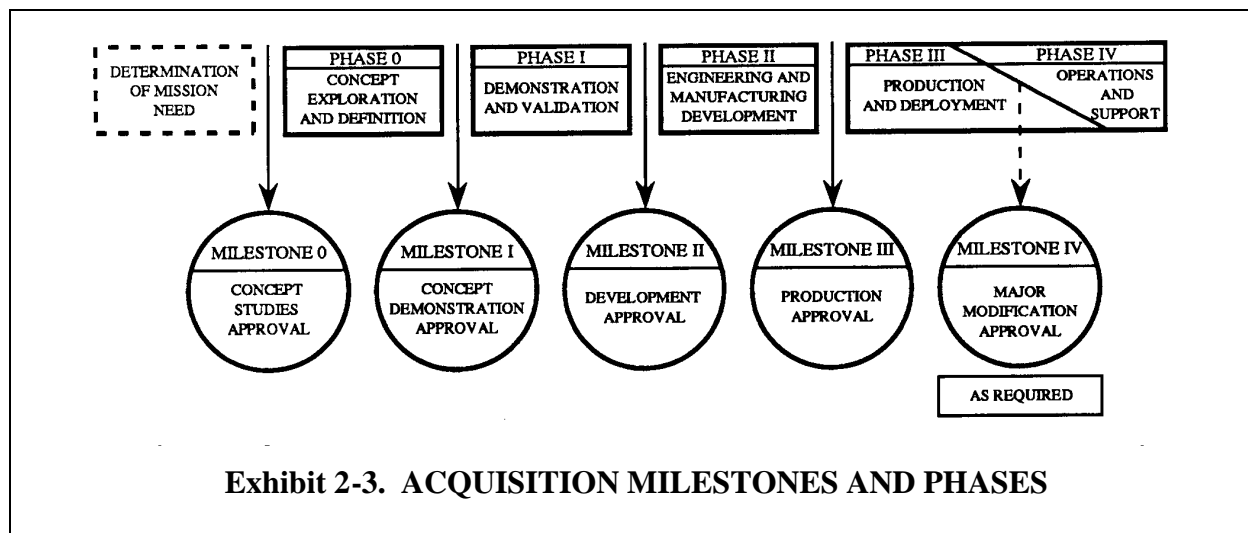 DETERMINATION
OF MISSION
NEED
PHASE 0
CONCEPT
EXPLORATION
AND DEFINITION
PHASE I
DEMONSTRATION
AND VALIDATION
PHASE II
ENGINEERING AND
MANUFACTURING
DEVELOPMENT
PHASE III
PRODUCTION
AND DEPLOYMENT
PHASE IV
OPERATIONS
AND
SUPPORT
MILESTONE 0
CONCEPT
STUDIES
APPROVAL
MILESTONE I
CONCEPT
DEMONSTRATION
APPROVAL
MILESTONE II
DEVELOPMENT
APPROVAL
MILESTONE III
PRODUCTION
APPROVAL
MILESTONE IV
MAJOR
MODIFICATION
APPROVAL
AS REQUIRED
Exhibit 2-3. ACQUISITION MILESTONES AND PHASES